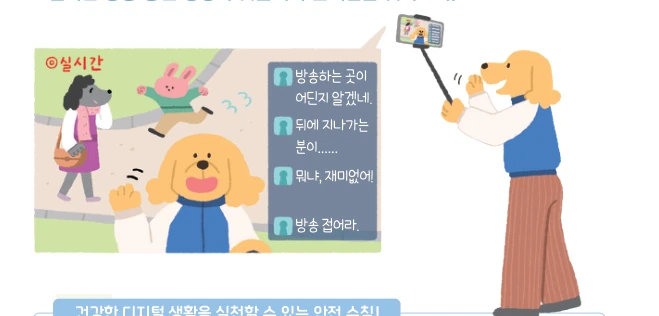 ©실시간
방송하는 곳이
어딘지 알겠네.
뒤에 지나가는
분이......
뭐냐, 재미없어!
방송 접어라.
건강한 디지털 생활을 실천할 수 있는 안전 수칙!